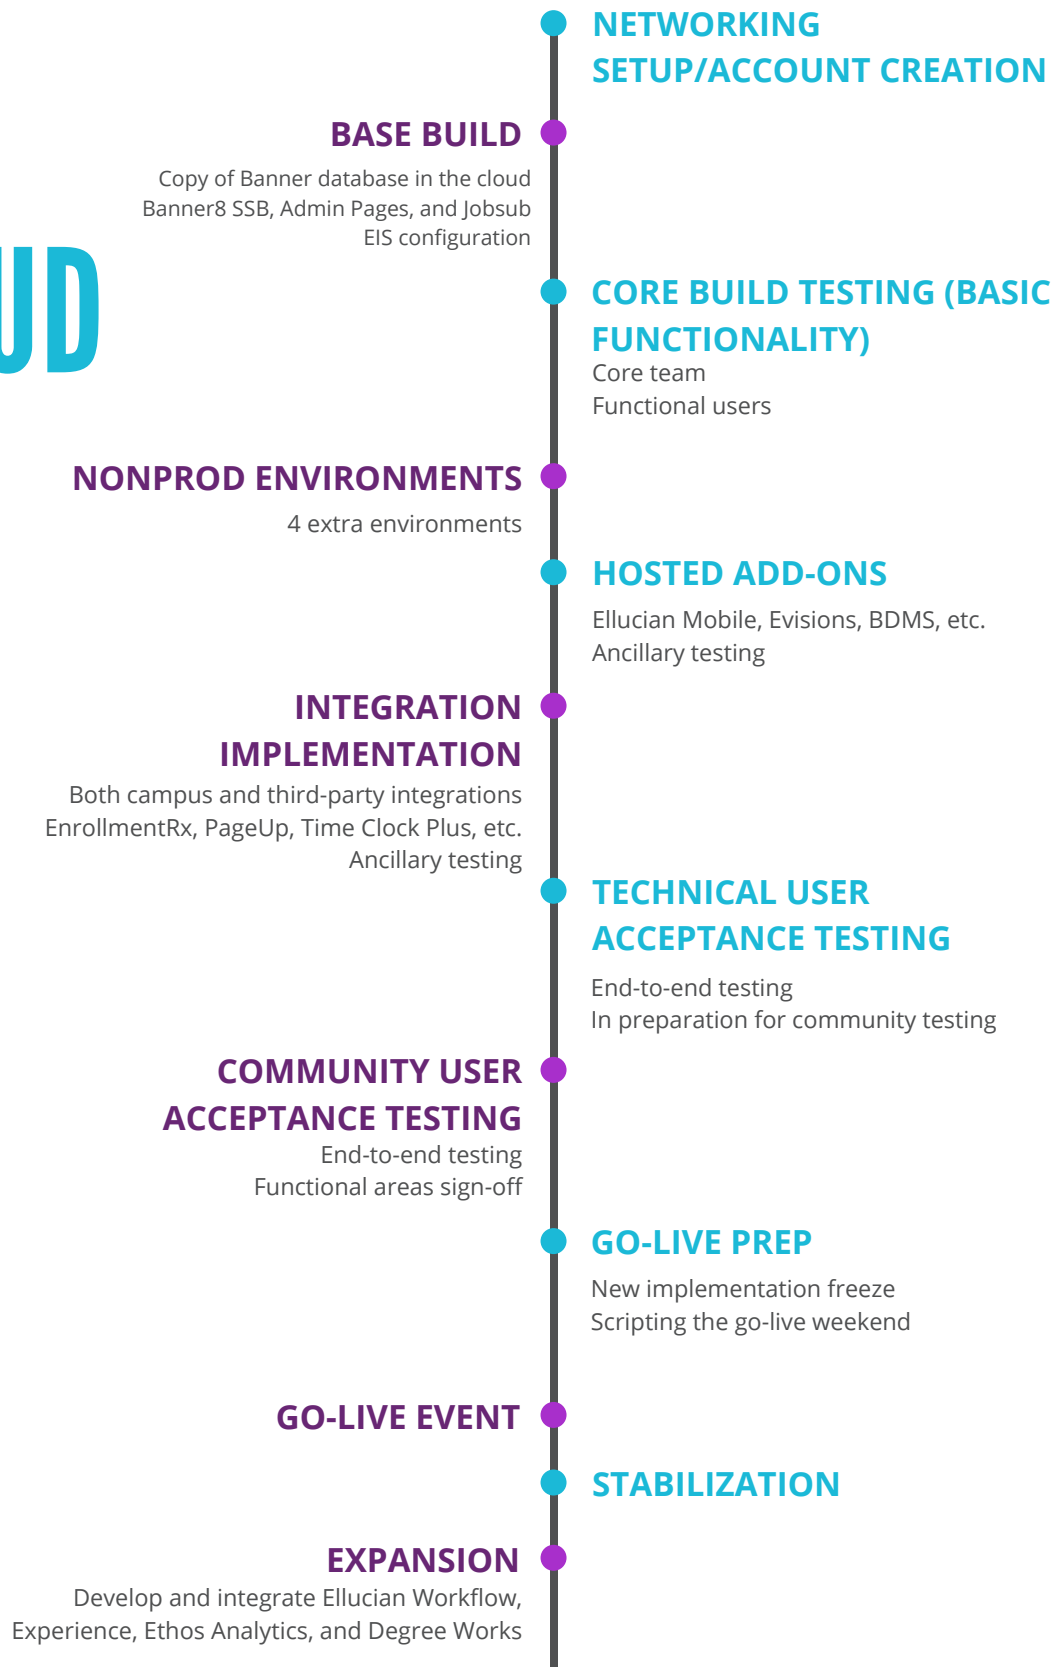 NETWORKING
SETUP/ACCOUNT CREATION
BASE BUILD
Copy of Banner database in the cloud
Banner8 SSB, Admin Pages, and Jobsub
EIS configuration
UD
CORE BUILD TESTING (BASIC
FUNCTIONALITY)
Core team
Functional users
NONPROD ENVIRONMENTS
4 extra environments
HOSTED ADD-ONS
Ellucian Mobile, Evisions, BDMS, etc.
Ancillary testing
INTEGRATION
IMPLEMENTATION
Both campus and third-party integrations
EnrollmentRx, PageUp, Time Clock Plus, etc.
Ancillary testing
TECHNICAL USER
ACCEPTANCE TESTING
End-to-end testing
In preparation for community testing
COMMUNITY USER
ACCEPTANCE TESTING
End-to-end testing
Functional areas sign-off
GO-LIVE PREP
New implementation freeze
Scripting the go-live weekend
GO-LIVE EVENT
STABILIZATION
EXPANSION
Develop and integrate Ellucian Workflow,
Experience, Ethos Analytics, and Degree Works